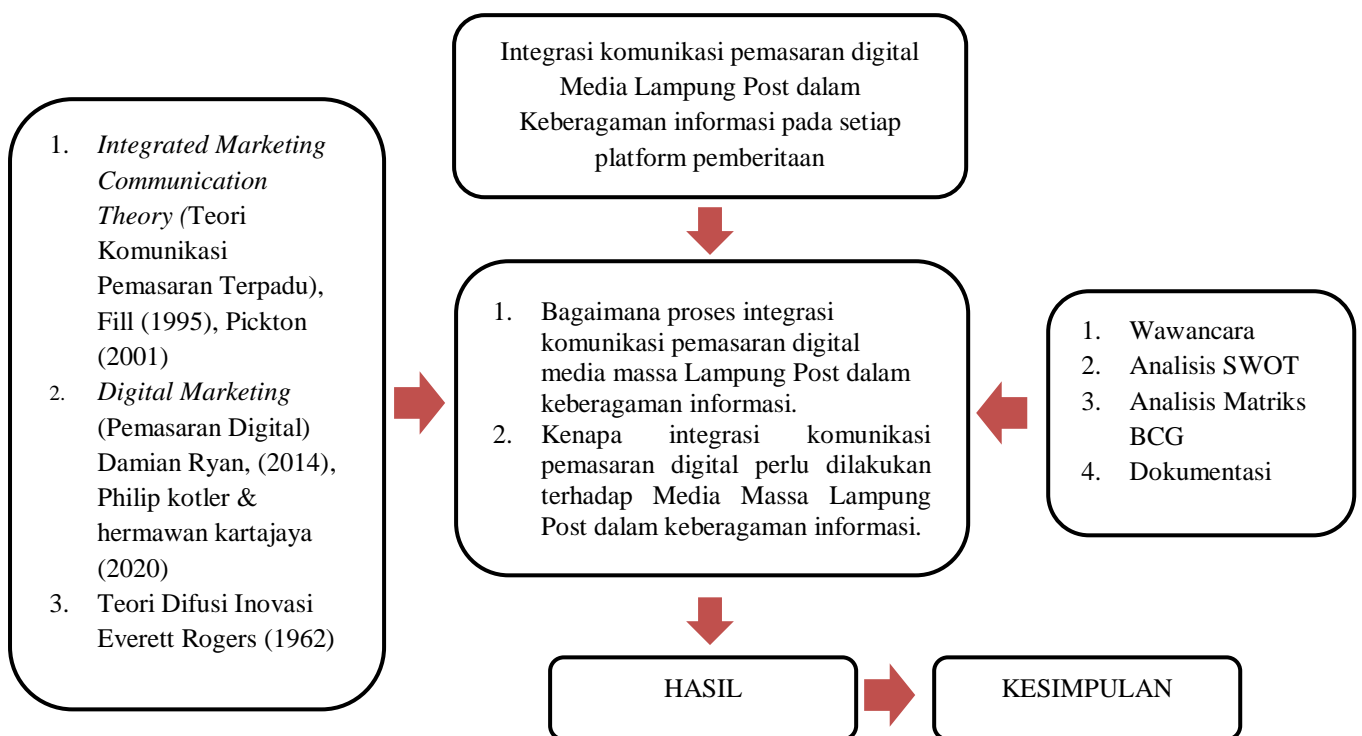 Integrasi komunikasi pemasaran digital
Media Lampung Post dalam
Keberagaman informasi pada setiap
platform pemberitaan
1. Integrated Marketing
Communication
Theory (Teori
Komunikasi
Pemasaran Terpadu),
Fill (1995), Pickton
(2001)
2. Digital Marketing
(Pemasaran Digital)
Damian Ryan, (2014),
Philip kotler &
hermawan kartajaya
(2020)
3. Teori Difusi Inovasi
Everett Rogers (1962)
1. Bagaimana proses integrasi
komunikasi pemasaran digital
media massa Lampung Post dalam
keberagaman informasi.
2. Kenapa integrasi komunikasi
pemasaran digital perlu dilakukan
terhadap Media Massa Lampung
Post dalam keberagaman informasi.
1. Wawancara
2. Analisis SWOT
3. Analisis Matriks
BCG
4. Dokumentasi
HASIL
KESIMPULAN